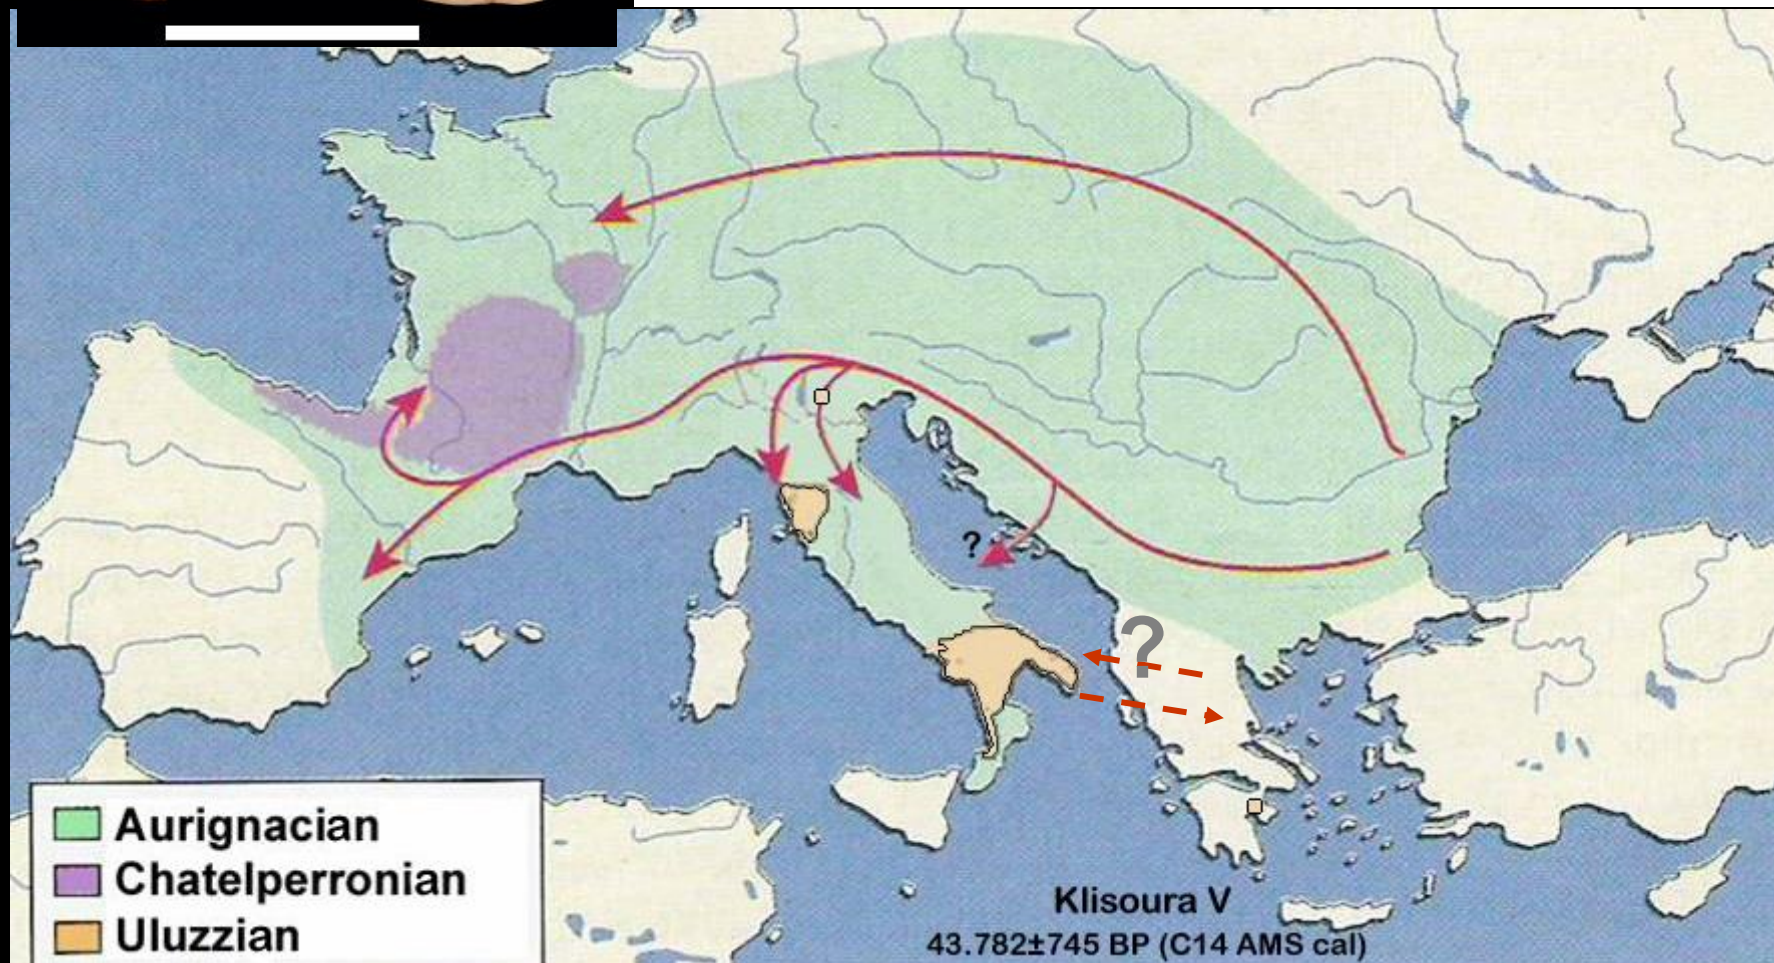 ?
?
Aurignacian
Chatelperronian
Uluzzian
Klisoura V
43.782±745 BP (C14 AMS cal)